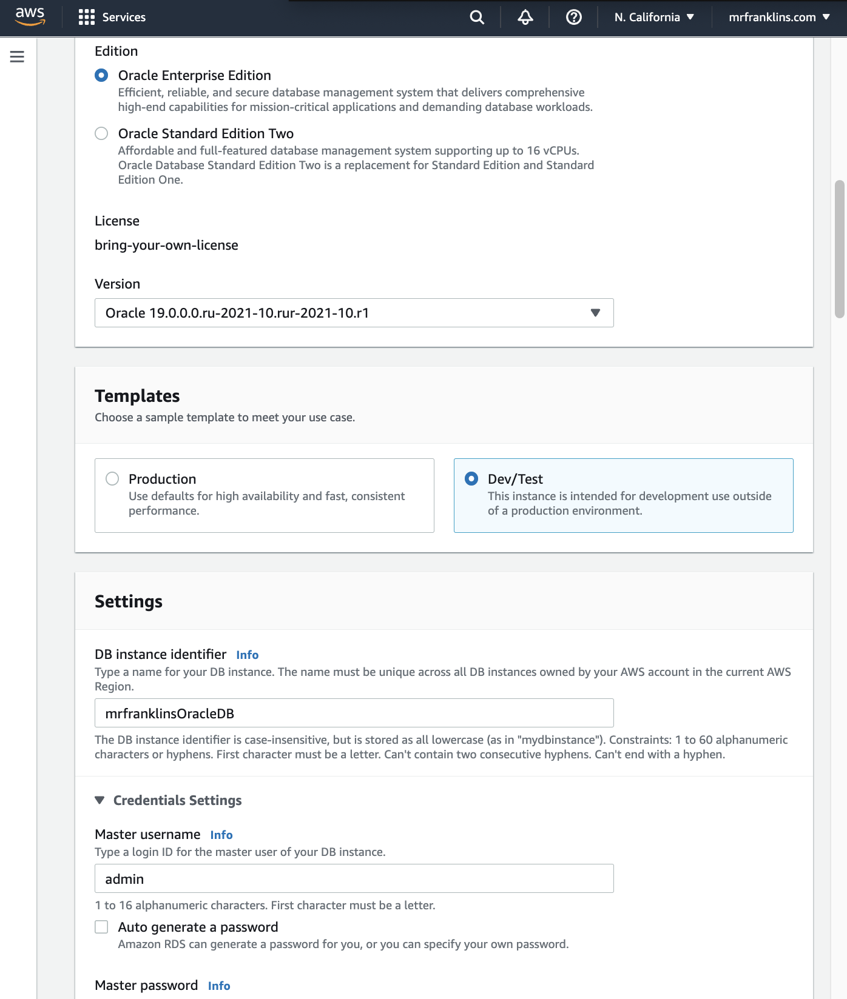 aws
Services
N. California
mrfranklins.com
Edition
Oracle Enterprise Edition
Efficient, reliable, and secure database management system that delivers comprehensive
high-end capabilities for mission-critical applications and demanding database workloads.
Oracle Standard Edition Two
Affordable and full-featured database management system supporting up to 16 vCPUs.
Oracle Database Standard Edition Two is a replacement for Standard Edition and Standard
Edition One.
License
bring-your-own-license
Version
Oracle 19.0.0.0.ru-2021-10.rur-2021-10.r1
Templates
Choose a sample template to meet your use case.
Production
Use defaults for high availability and fast, consistent
performance.
Dev/Test
This instance is intended for development use outside
of a production environment.
Settings
DB instance identifier Info
Type a name for your DB instance. The name must be unique across all DB instances owned by your AWS account in the current AWS
Region.
mrfranklinsOracleDB
The DB instance identifier is case-insensitive, but is stored as all lowercase (as in "mydbinstance"). Constraints: 1 to 60 alphanumeric
characters or hyphens. First character must be a letter. Can't contain two consecutive hyphens. Can't end with a hyphen.
Credentials Settings
Master username Info
Type a login ID for the master user of your DB instance.
admin
1 to 16 alphanumeric characters. First character must be a letter.
Auto generate a password
Amazon RDS can generate a password for you, or you can specify your own password.
Master password Info